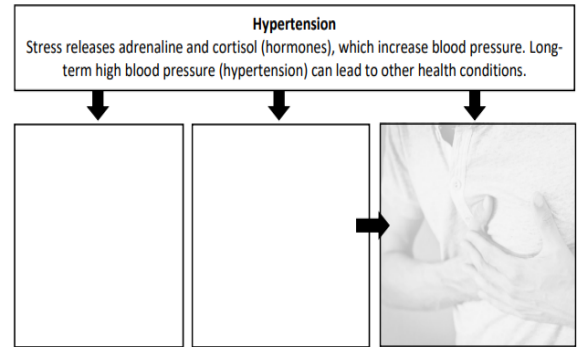 Hypertension
Stress releases adrenaline and cortisol (hormones), which increase blood pressure. Long-
term high blood pressure (hypertension) can lead to other health conditions.